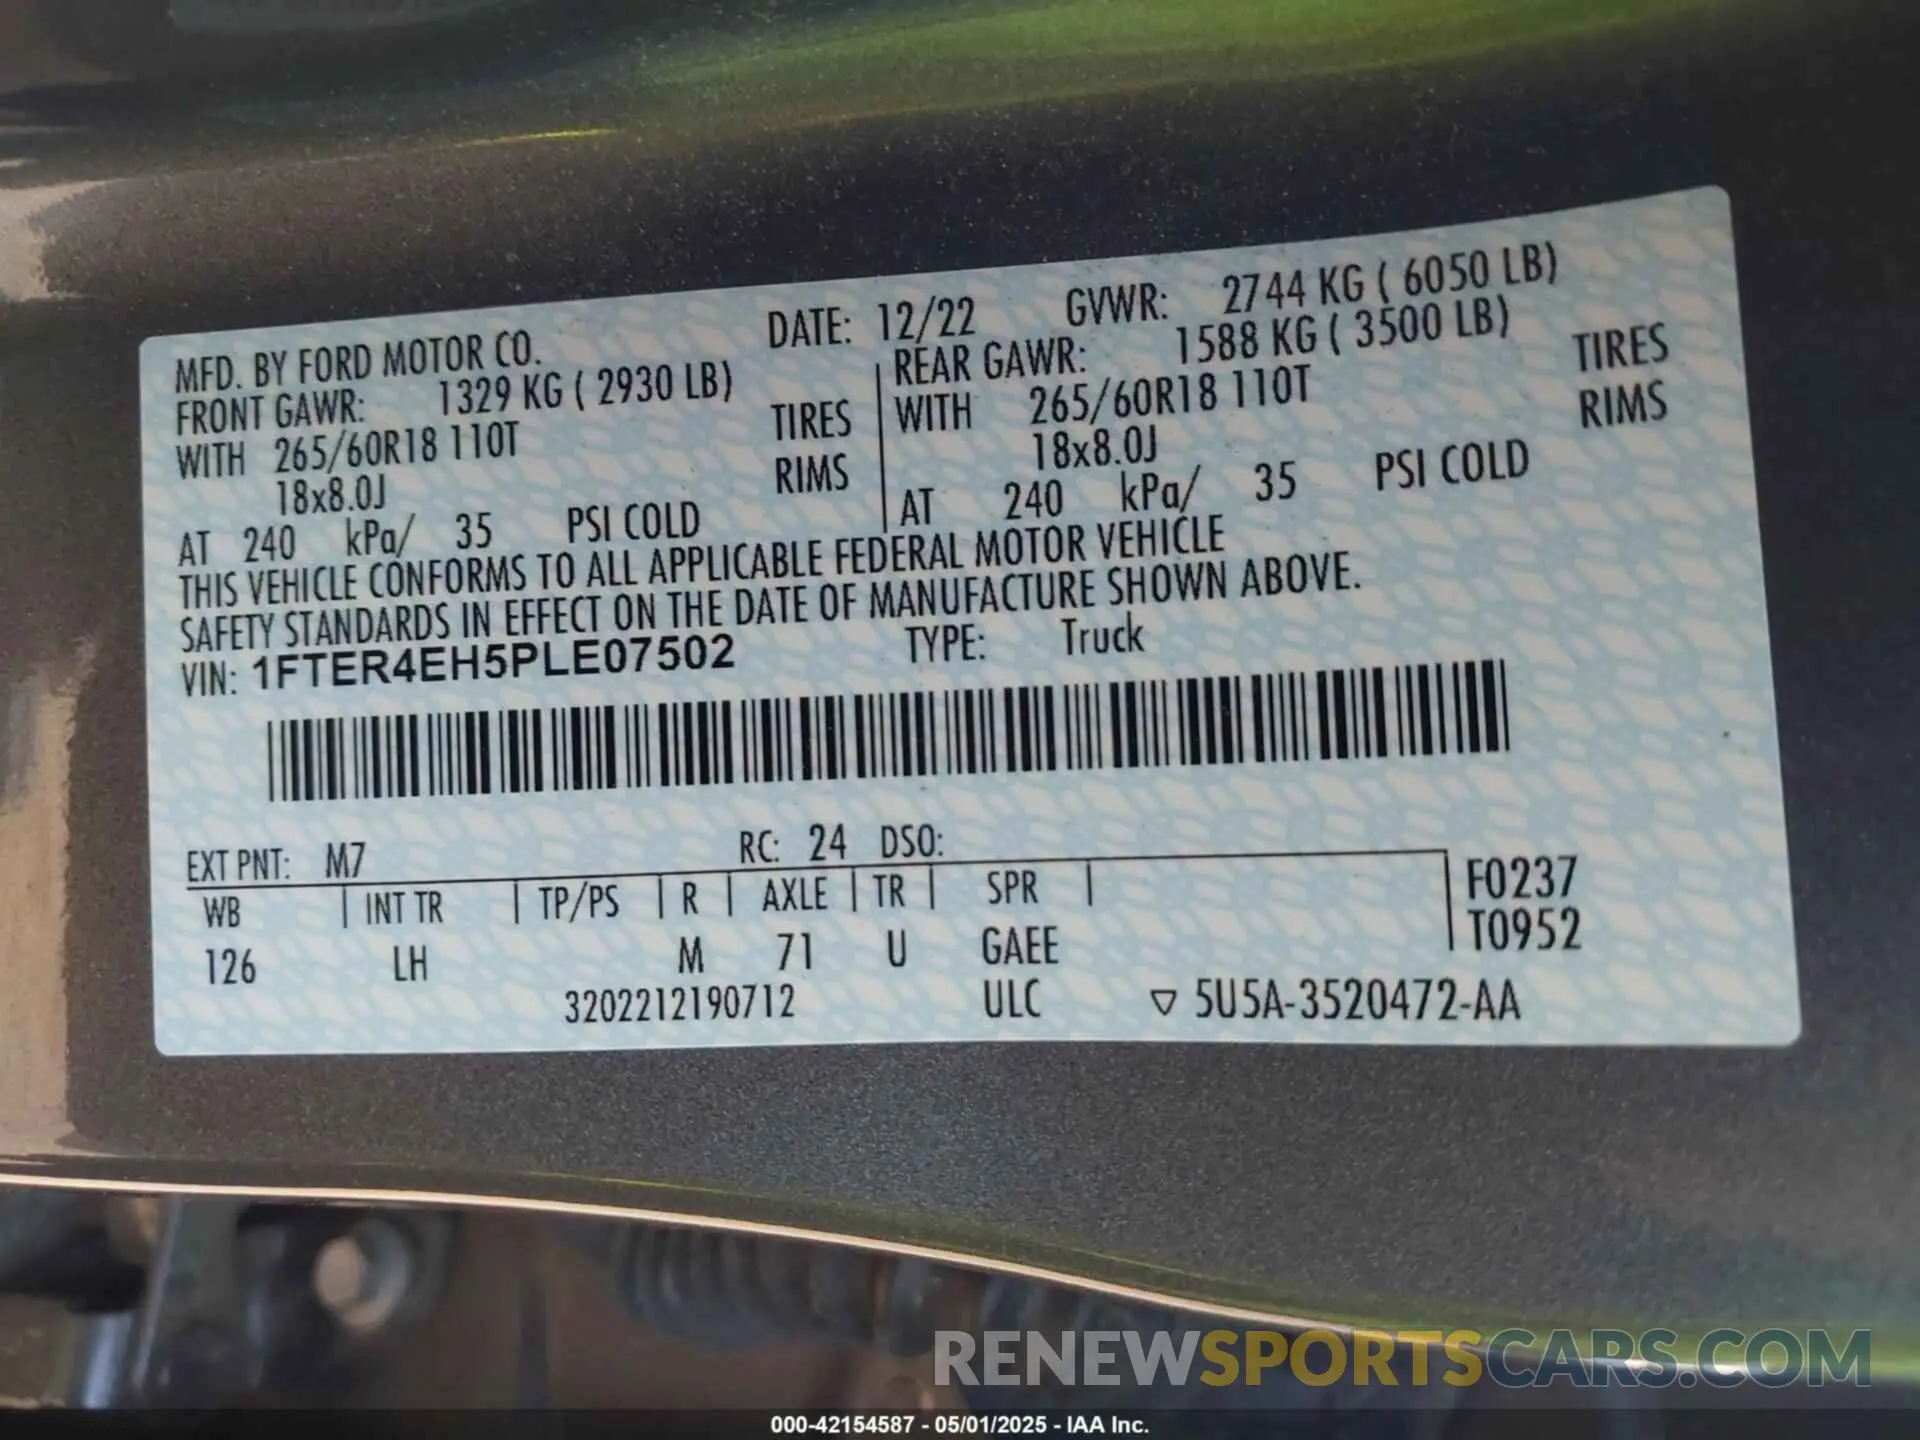 MFD. BY FORD MOTOR CO. DATE: 12/22 GVWR: 2744 KG ( 6050 LB)
FRONT GAWR: 1329 KG ( 2930 LB) REAR GAWR: 1588 KG ( 3500 LB)
WITH 265/60R18 110T TIRES WITH 265/60R18 110T TIRES
18x8.0J RIMS 18x8.0J RIMS
AT 240 kPa/ 35 PSI COLD AT 240 kPa/ 35 PSI COLD
THIS VEHICLE CONFORMS TO ALL APPLICABLE FEDERAL MOTOR VEHICLE
SAFETY STANDARDS IN EFFECT ON THE DATE OF MANUFACTURE SHOWN ABOVE.
VIN: 1FTER4EH5PLE07502 TYPE: Truck
EXT PNT: M7 RC: 24 DSO:
WB INT TR TP/PS R AXLE TR SPR F0237
126 LH M 71 U GAEE T0952
3202212190712 ULC ▽ 5U5A-3520472-AA
RENEWSPORTSCARS.COM
000-42154587 - 05/01/2025 - IAA Inc.